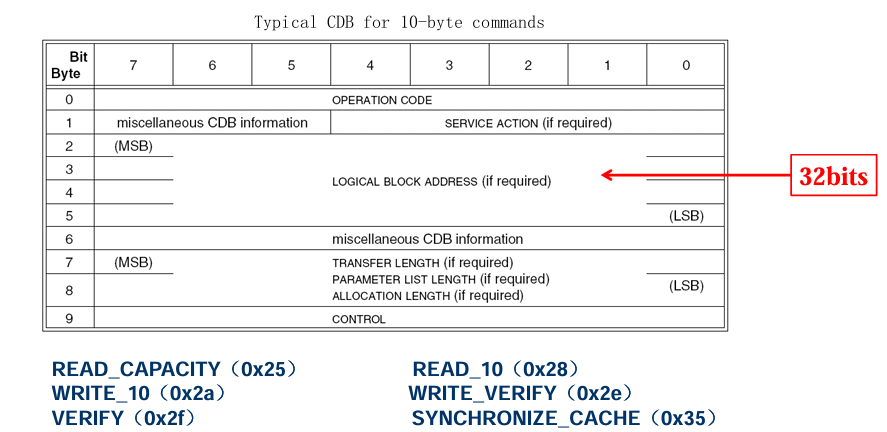 Typical CDB for 10-byte commands
Bit
Byte 7 6 5 4 3 2 1 0
0 OPERATION CODE
1 miscellaneous CDB information SERVICE ACTION (if required)
2 (MSB)
3
LOGICAL BLOCK ADDRESS (if required) 32bits
4
5 (LSB)
6 miscellaneous CDB information
7 (MSB) TRANSFER LENGTH (if required)
PARAMETER LIST LENGTH (if required)
8 (LSB)
ALLOCATION LENGTH (if required)
9 CONTROL
READ_CAPACITY（0x25） READ_10（0x28）
WRITE_10（0x2a） WRITE_VERIFY（0x2e）
VERIFY（0x2f） SYNCHRONIZE_CACHE（0x35）